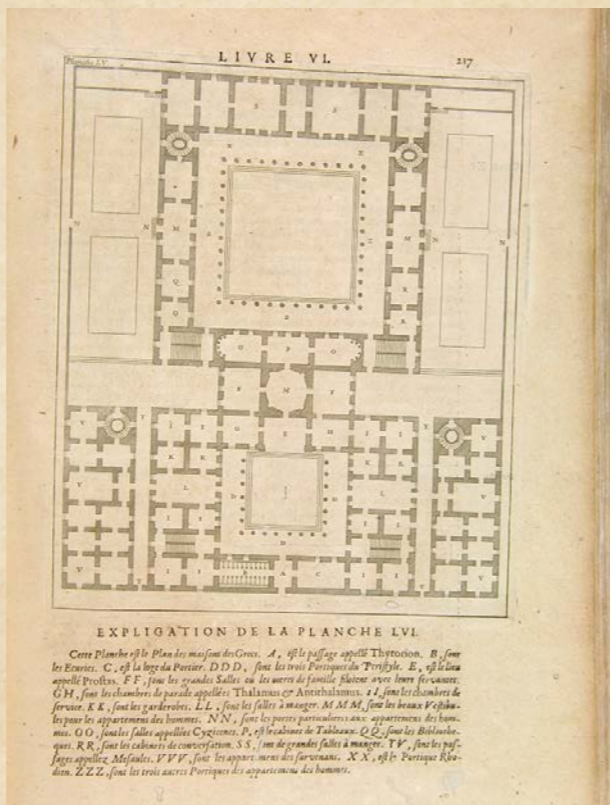 LIVRE VI.
217
Planche LV.
EXPLICATION DE LA PLANCHE LVI.
Cette Planche est le Plan des maisons des Grecs. A, est le passage appellé Thyrorion. B, sont
les Ecuries. C, est la loge du Portier. DDD, sont les trois Portiques du Peristyle. E, est le lieu
appellé Prostas. FF, sont les grandes Salles où les meres de famille filoient avec leurs servantes.
GH, sont les chambres de parade appellées Thalamus & Antithalamus. II, sont les chambres de
service. KK, sont les garderobes. LL, sont les salles à manger. MMM, sont les beaux Vestibu-
les pour les appartemens des hommes. NN, sont les portes particulieres aux appartemens des hom-
mes. OO, sont les salles appellées Cyzicenes. P, est le cabinet de Tableaux. QQ, sont les Bibliothe-
ques. RR, sont les cabinets de conversation. SS, sont de grandes salles à manger. TV, sont les pas-
sages appellez Mesaules. VVV, sont les appartemens des survenans. XX, est le Portique Rho-
dien. ZZZ, sont les trois autres Portiques des appartemens des hommes.